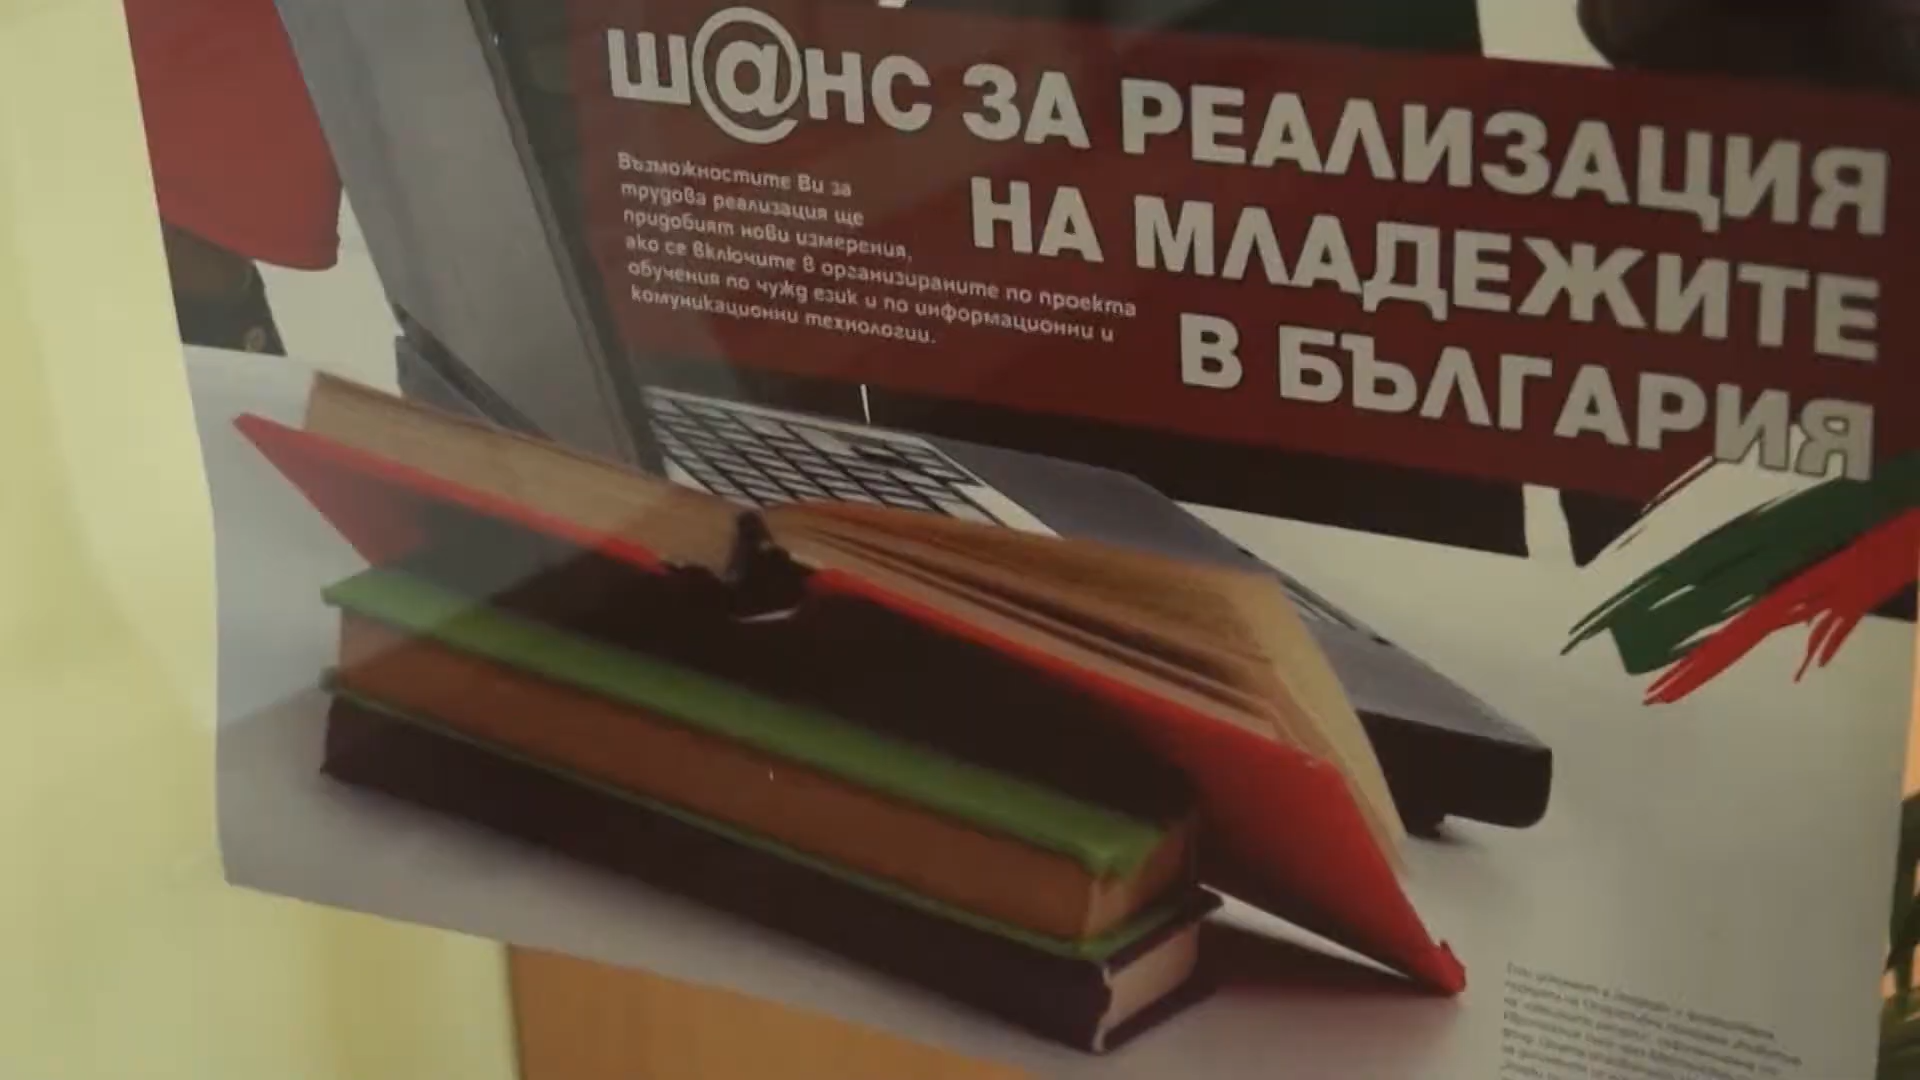 Ш@НС ЗА РЕАЛИЗАЦИЯ
НА МЛАДЕЖИТЕ
В БЪЛГАРИЯ
Възможностите Ви за
трудова реализация ще
придобият нови измерения,
ако се включите в организираните по проекта
обучения по чужд език и по информационни и
комуникационни технологии.